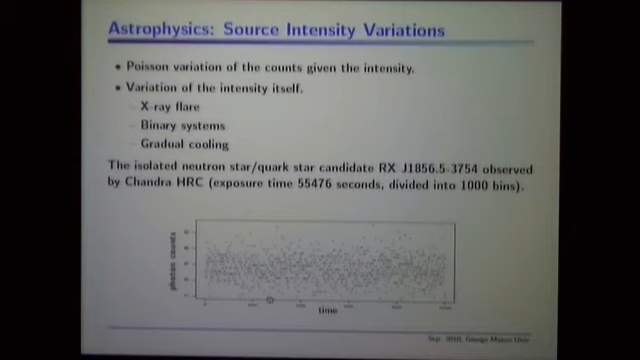 Astrophysics: Source Intensity Variations
Poisson variation of the counts given the intensity.
Variation of the intensity itself.
X-ray flare
Binary systems
Gradual cooling
The isolated neutron star/quark star candidate RX J1856.5-3754 observed
by Chandra HRC (exposure time 55476 seconds, divided into 1000 bins).
photon counts
time
Sep. 2010, George Mason Univ